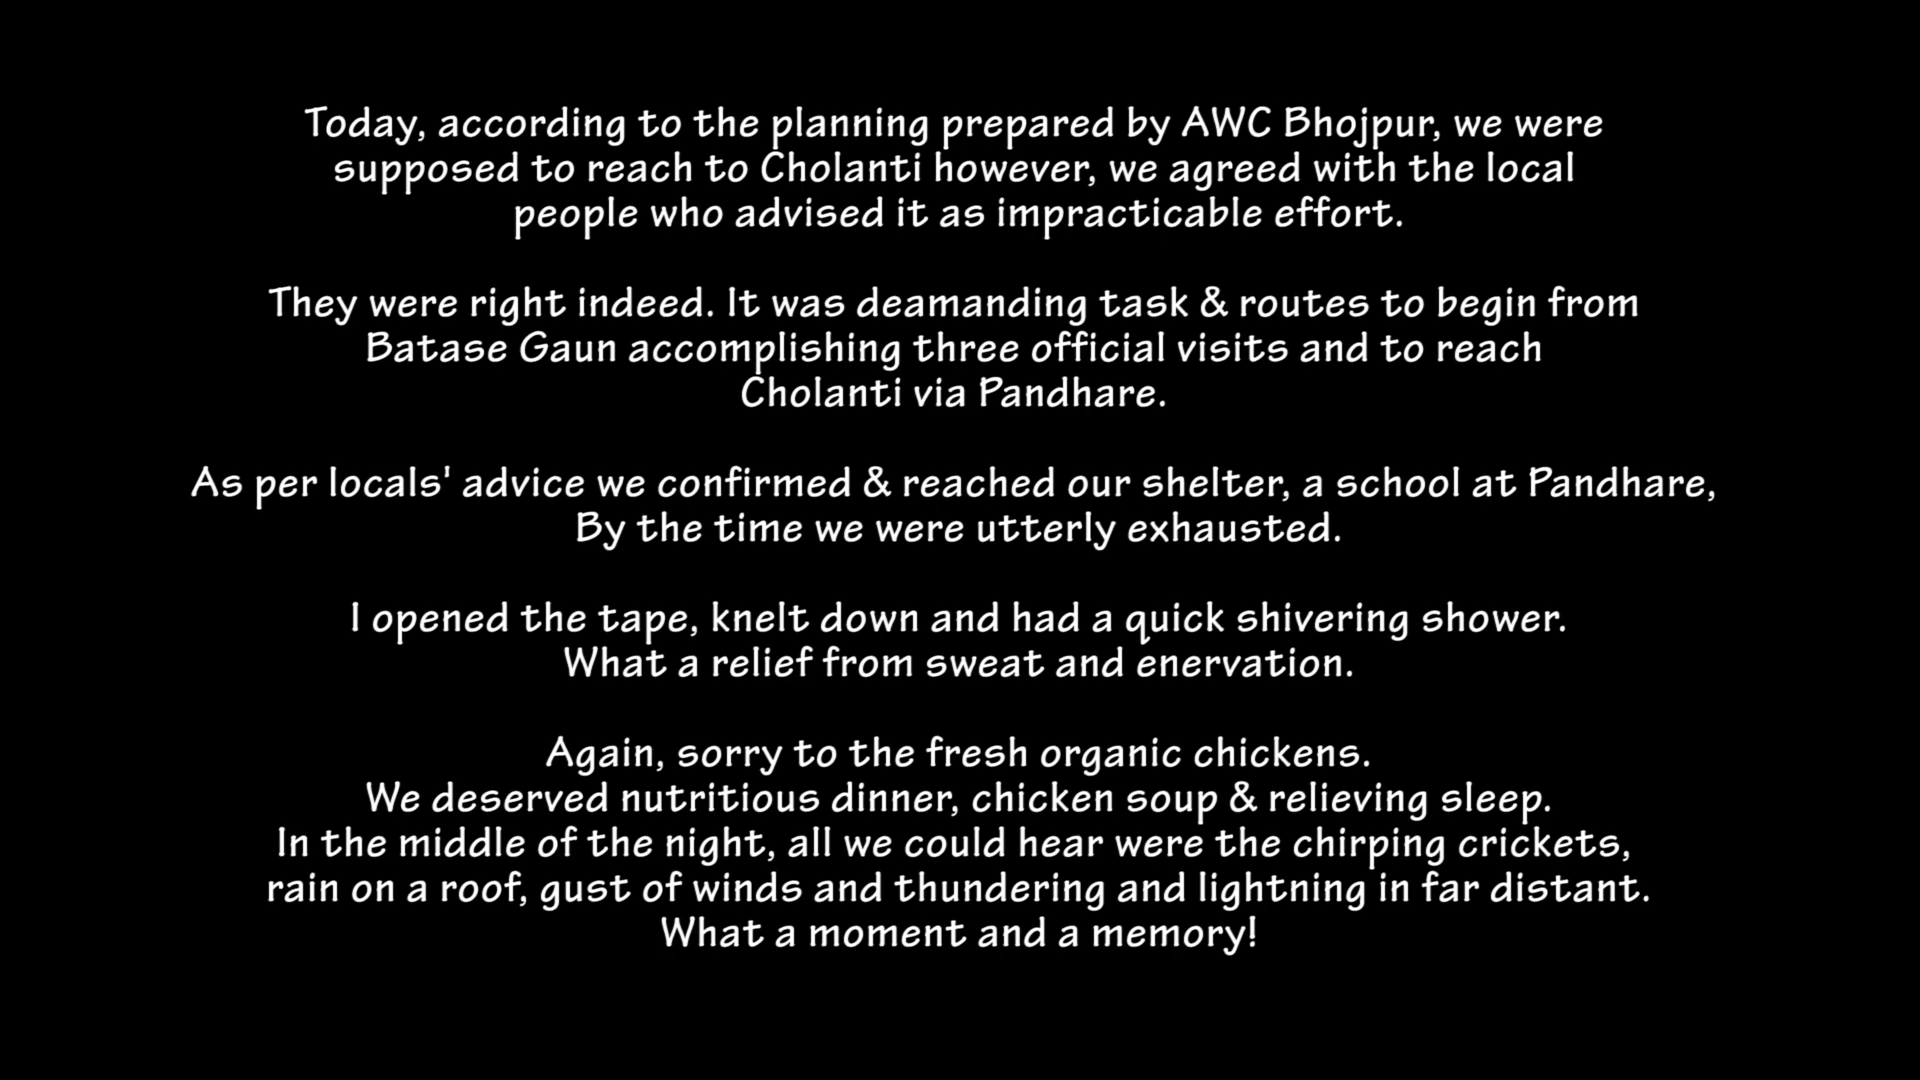 Today, according to the planning prepared by AWC Bhojpur, we were
supposed to reach to Cholanti however, we agreed with the local
people who advised it as impracticable effort.
They were right indeed. It was deamanding task & routes to begin from
Batase Gaun accomplishing three official visits and to reach
Cholanti via Pandhare.
As per locals' advice we confirmed & reached our shelter, a school at Pandhare,
By the time we were utterly exhausted.
I opened the tape, knelt down and had a quick shivering shower.
What a relief from sweat and enervation.
Again, sorry to the fresh organic chickens.
We deserved nutritious dinner, chicken soup & relieving sleep.
In the middle of the night, all we could hear were the chirping crickets,
rain on a roof, gust of winds and thundering and lightning in far distant.
What a moment and a memory!